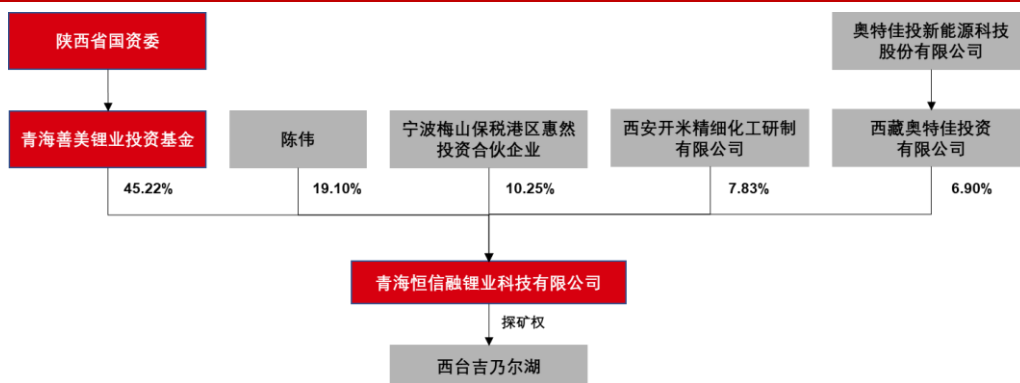 陕西省国资委
奥特佳投新能源科技
股份有限公司
青海善美锂业投资基金
陈伟
宁波梅山保税港区惠然
投资合伙企业
西安开米精细化工研制
有限公司
西藏奥特佳投资
有限公司
45.22%
19.10%
10.25%
7.83%
6.90%
青海恒信融锂业科技有限公司
探矿权
西台吉乃尔湖